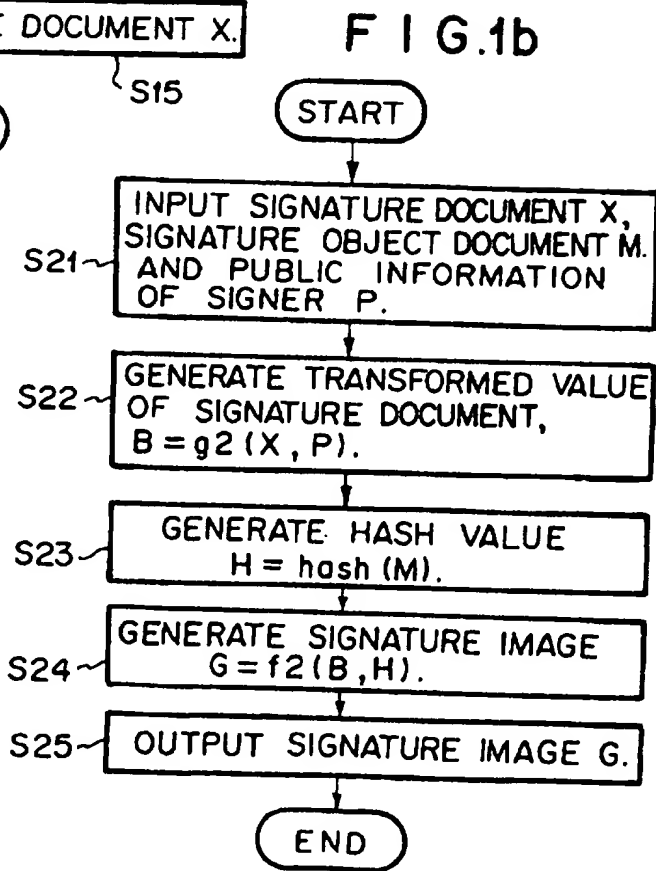 E DOCUMENT X.
S15
F I G.1b
START
S21
INPUT SIGNATURE DOCUMENT X,
SIGNATURE OBJECT DOCUMENT M.
AND PUBLIC INFORMATION
OF SIGNER P.
S22
GENERATE TRANSFORMED VALUE
OF SIGNATURE DOCUMENT,
B = g2 (X , P).
S23
GENERATE HASH VALUE
H = hash (M).
S24
GENERATE SIGNATURE IMAGE
G = f2 (B , H).
S25
OUTPUT SIGNATURE IMAGE G.
END